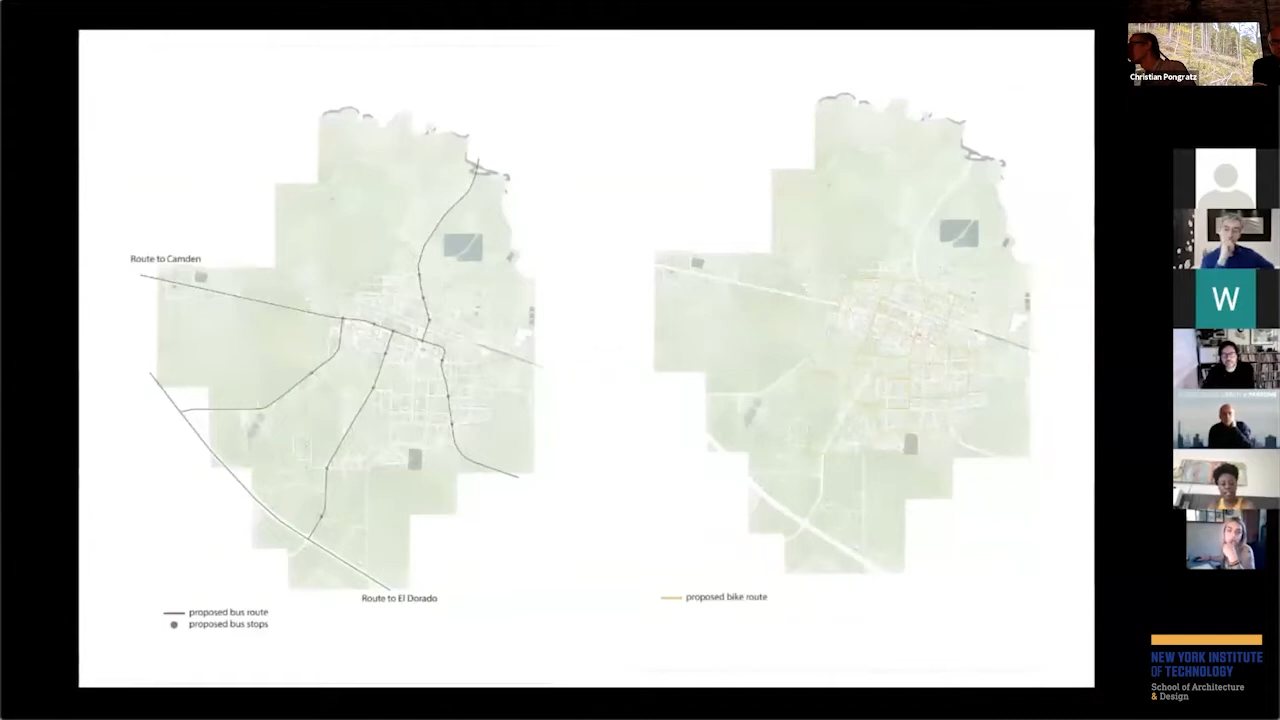 Christian Pongratz
Route to Camden
W
Route to El Dorado
proposed bus route
proposed bus stops
proposed bike route
NEW YORK INSTITUTE
OF TECHNOLOGY
School of Architecture
& Design